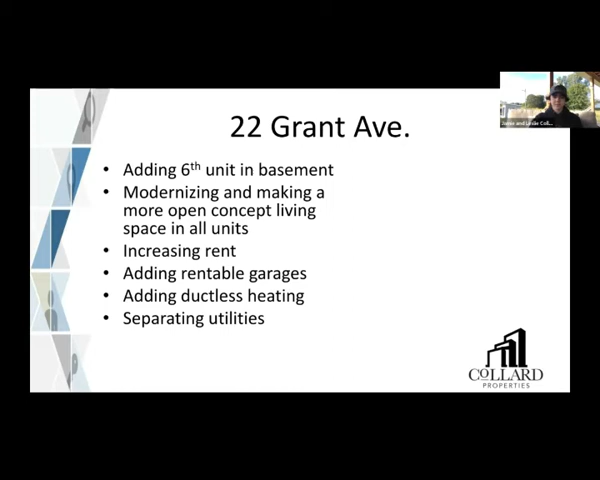 22 Grant Ave.
• Adding 6th unit in basement
• Modernizing and making a
more open concept living
space in all units
• Increasing rent
• Adding rentable garages
• Adding ductless heating
• Separating utilities
COLLARD
PROPERTIES